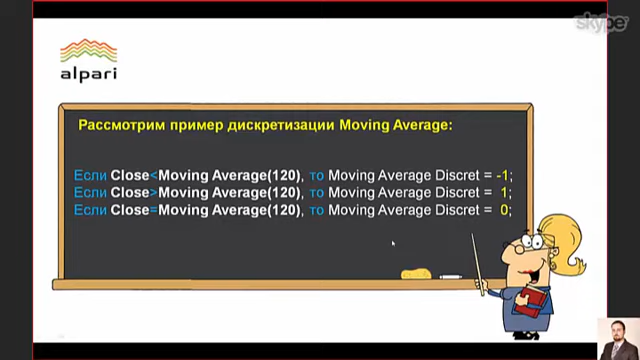 skype
alpari
Рассмотрим пример дискретизации Moving Average:
Если Close<Moving Average(120), то Moving Average Discret = -1;
Если Close>Moving Average(120), то Moving Average Discret = 1;
Если Close=Moving Average(120), то Moving Average Discret = 0;